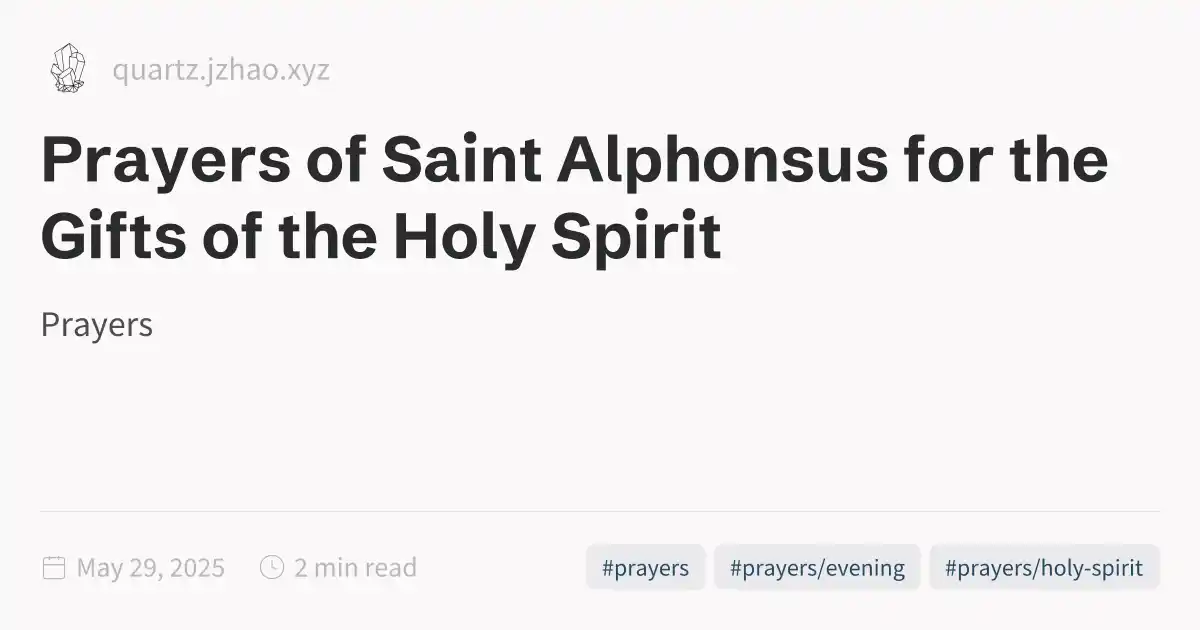 quartz.jzhao.xyz
Prayers of Saint Alphonsus for the
Gifts of the Holy Spirit
Prayers
May 29, 2025 2 min read #prayers #prayers/evening #prayers/holy-spirit